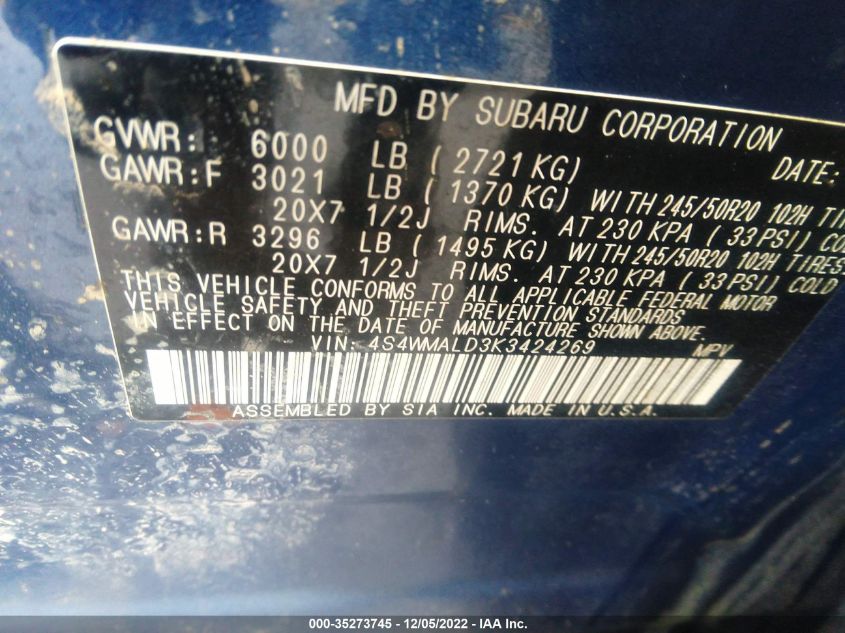 MFD BY SUBARU CORPORATION
GVWR: 6000 LB ( 2721 KG) DATE:
GAWR:F 3021 LB ( 1370 KG) WITH 245/50R20 102H
20X7 1/2J RIMS. AT 230 KPA ( 33 PSI)
GAWR:R 3296 LB ( 1495 KG) WITH 245/50R20 102H TIRES
20X7 1/2J RIMS. AT 230 KPA ( 33 PSI) COLD
THIS VEHICLE CONFORMS TO ALL APPLICABLE FEDERAL MOTOR
VEHICLE SAFETY AND THEFT PREVENTION STANDARDS
IN EFFECT ON THE DATE OF MANUFACTURE SHOWN ABOVE.
VIN: 4S4WMALD3K3424269 MPV
ASSEMBLED BY SIA INC. MADE IN U.S.A.
000-35273745 - 12/05/2022 - IAA Inc.